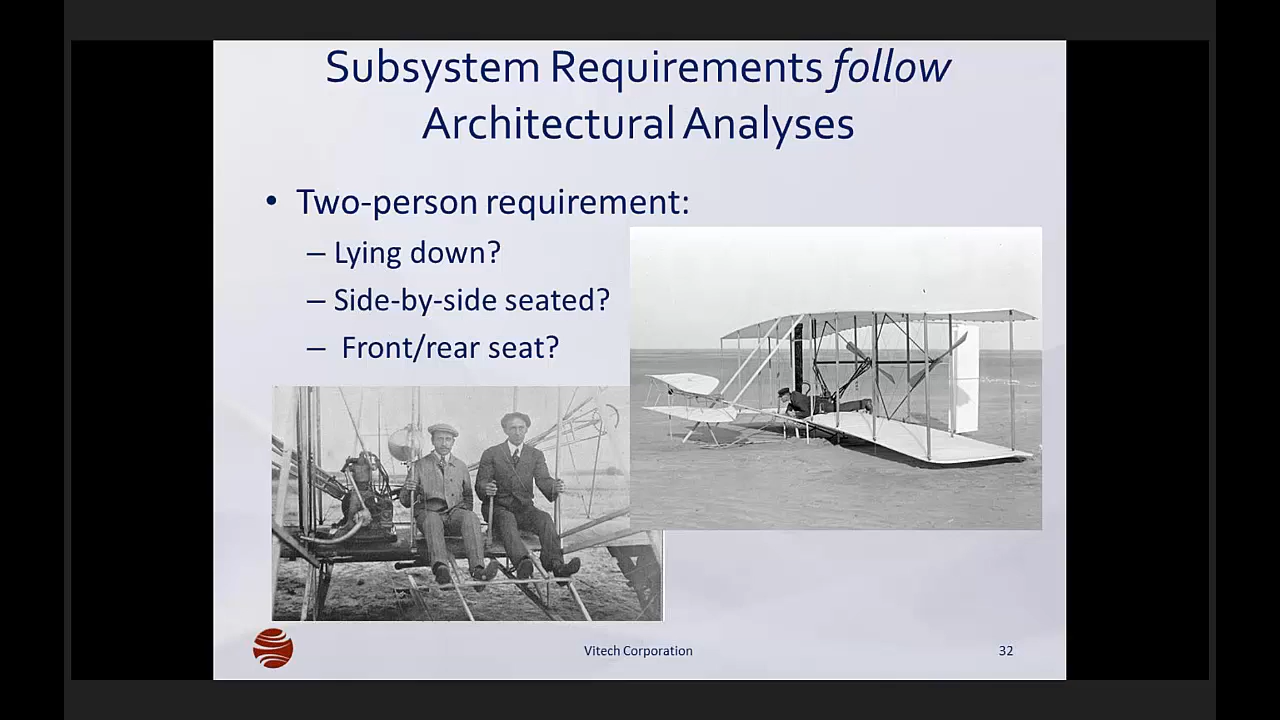 Subsystem Requirements follow
Architectural Analyses
• Two-person requirement:
– Lying down?
– Side-by-side seated?
– Front/rear seat?
Vitech Corporation
32